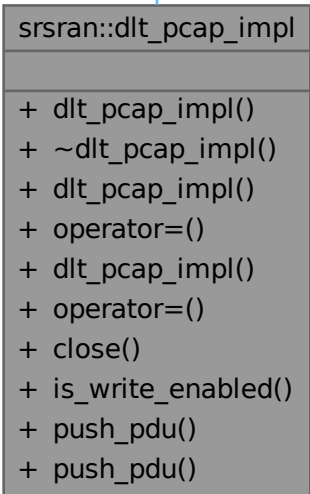 srsran::dlt_pcap_impl
+ dlt_pcap_impl()
+ ~dlt_pcap_impl()
+ dlt_pcap_impl()
+ operator=()
+ dlt_pcap_impl()
+ operator=()
+ close()
+ is_write_enabled()
+ push_pdu()
+ push_pdu()